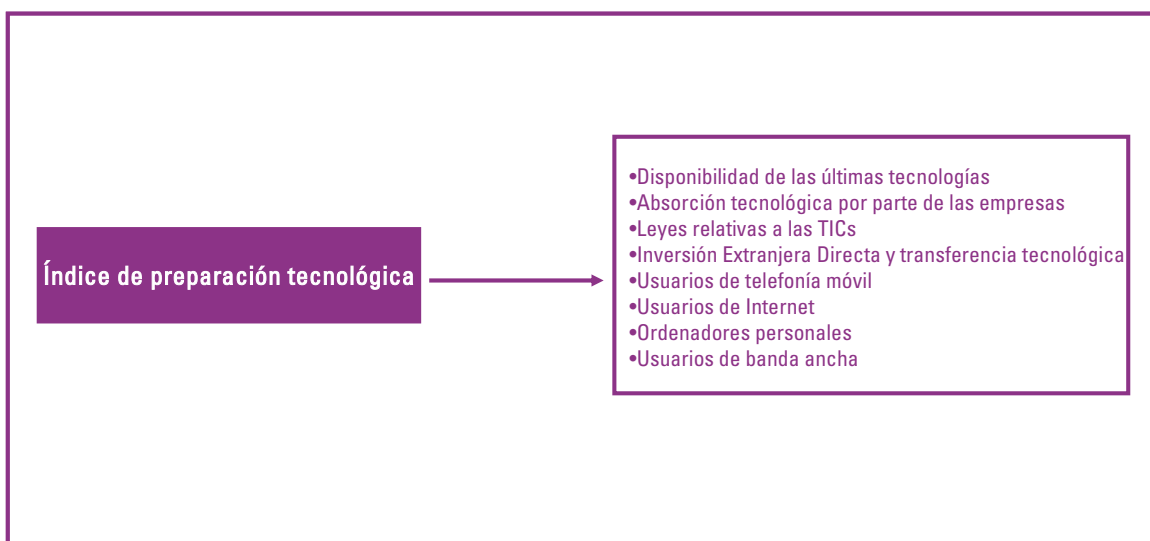 Índice de preparación tecnológica
•Disponibilidad de las últimas tecnologías
•Absorción tecnológica por parte de las empresas
•Leyes relativas a las TICs
•Inversión Extranjera Directa y transferencia tecnológica
•Usuarios de telefonía móvil
•Usuarios de Internet
•Ordenadores personales
•Usuarios de banda ancha